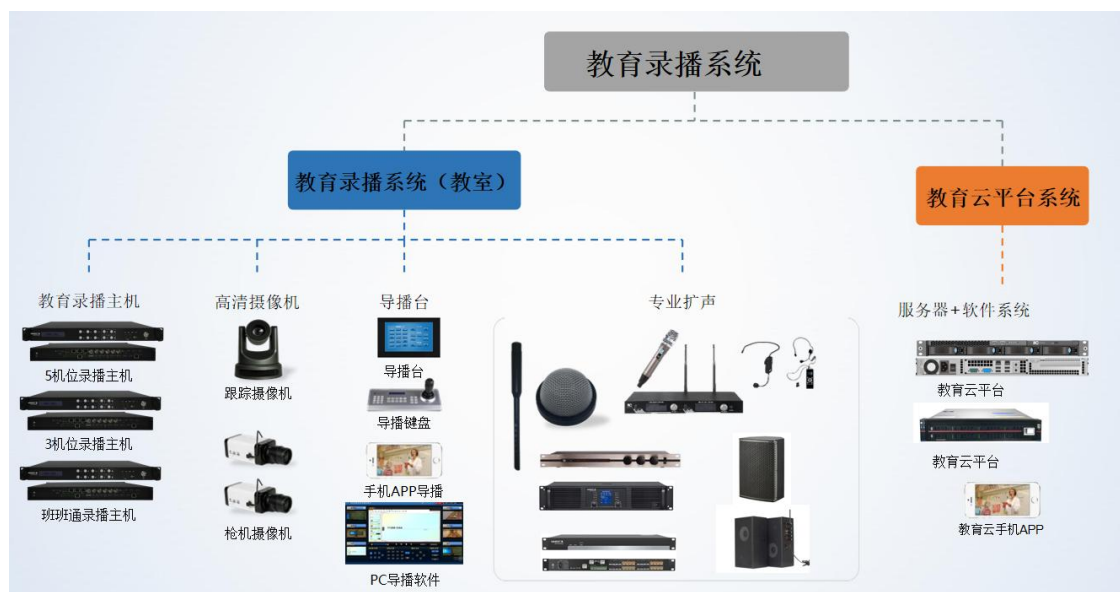 教育录播系统
教育录播系统（教室）
教育云平台系统
教育录播主机
高清摄像机
导播台
专业扩声
服务器+软件系统
5机位录播主机
跟踪摄像机
导播台
教育云平台
导播键盘
3机位录播主机
教育云平台
手机APP导播
班班通录播主机
枪机摄像机
教育云手机APP
PC导播软件